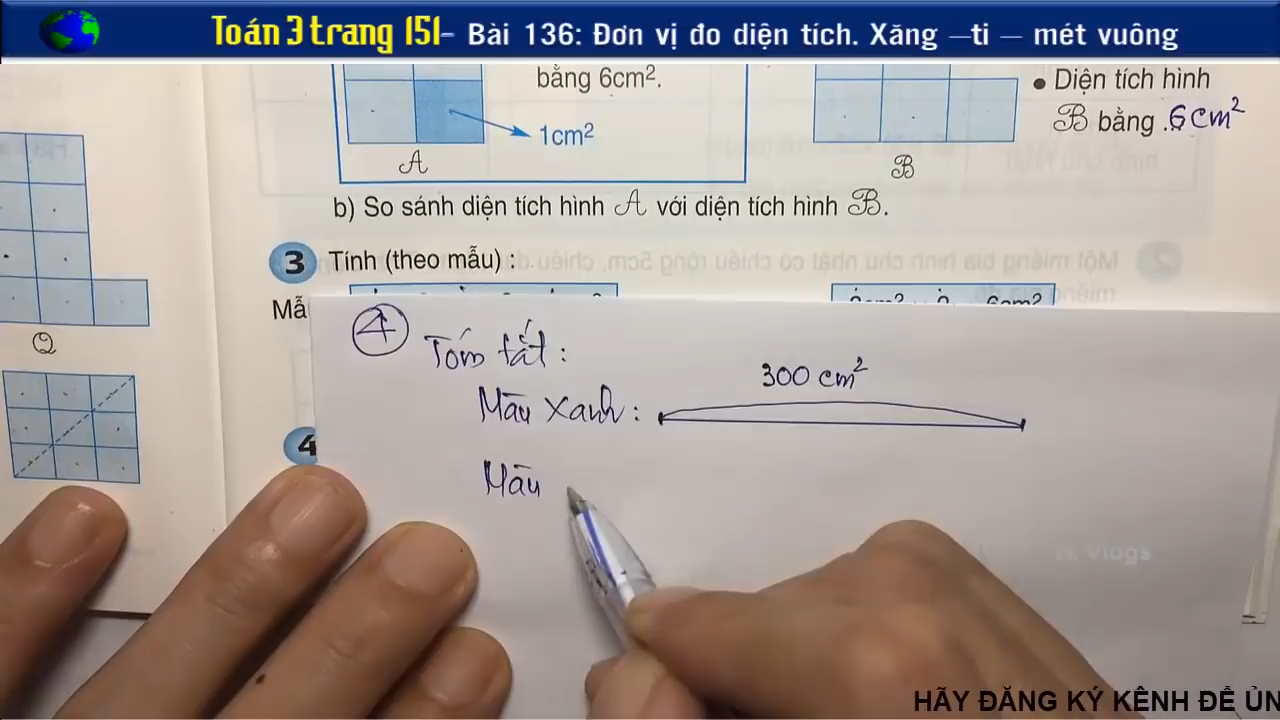 Toán 3 trang 151- Bài 136: Đơn vị đo diện tích. Xăng –ti – mét vuông
bằng 6cm².
1cm²
A
B
• Diện tích hình
B bằng ..6cm²
b) So sánh diện tích hình A với diện tích hình B.
3 Tính (theo mẫu) :
Mẫ
Q
4
4 Tóm tắt :
300 cm²
Màu xanh :
Màu
Vlogs
HÃY ĐĂNG KÝ KÊNH ĐỂ ỦN